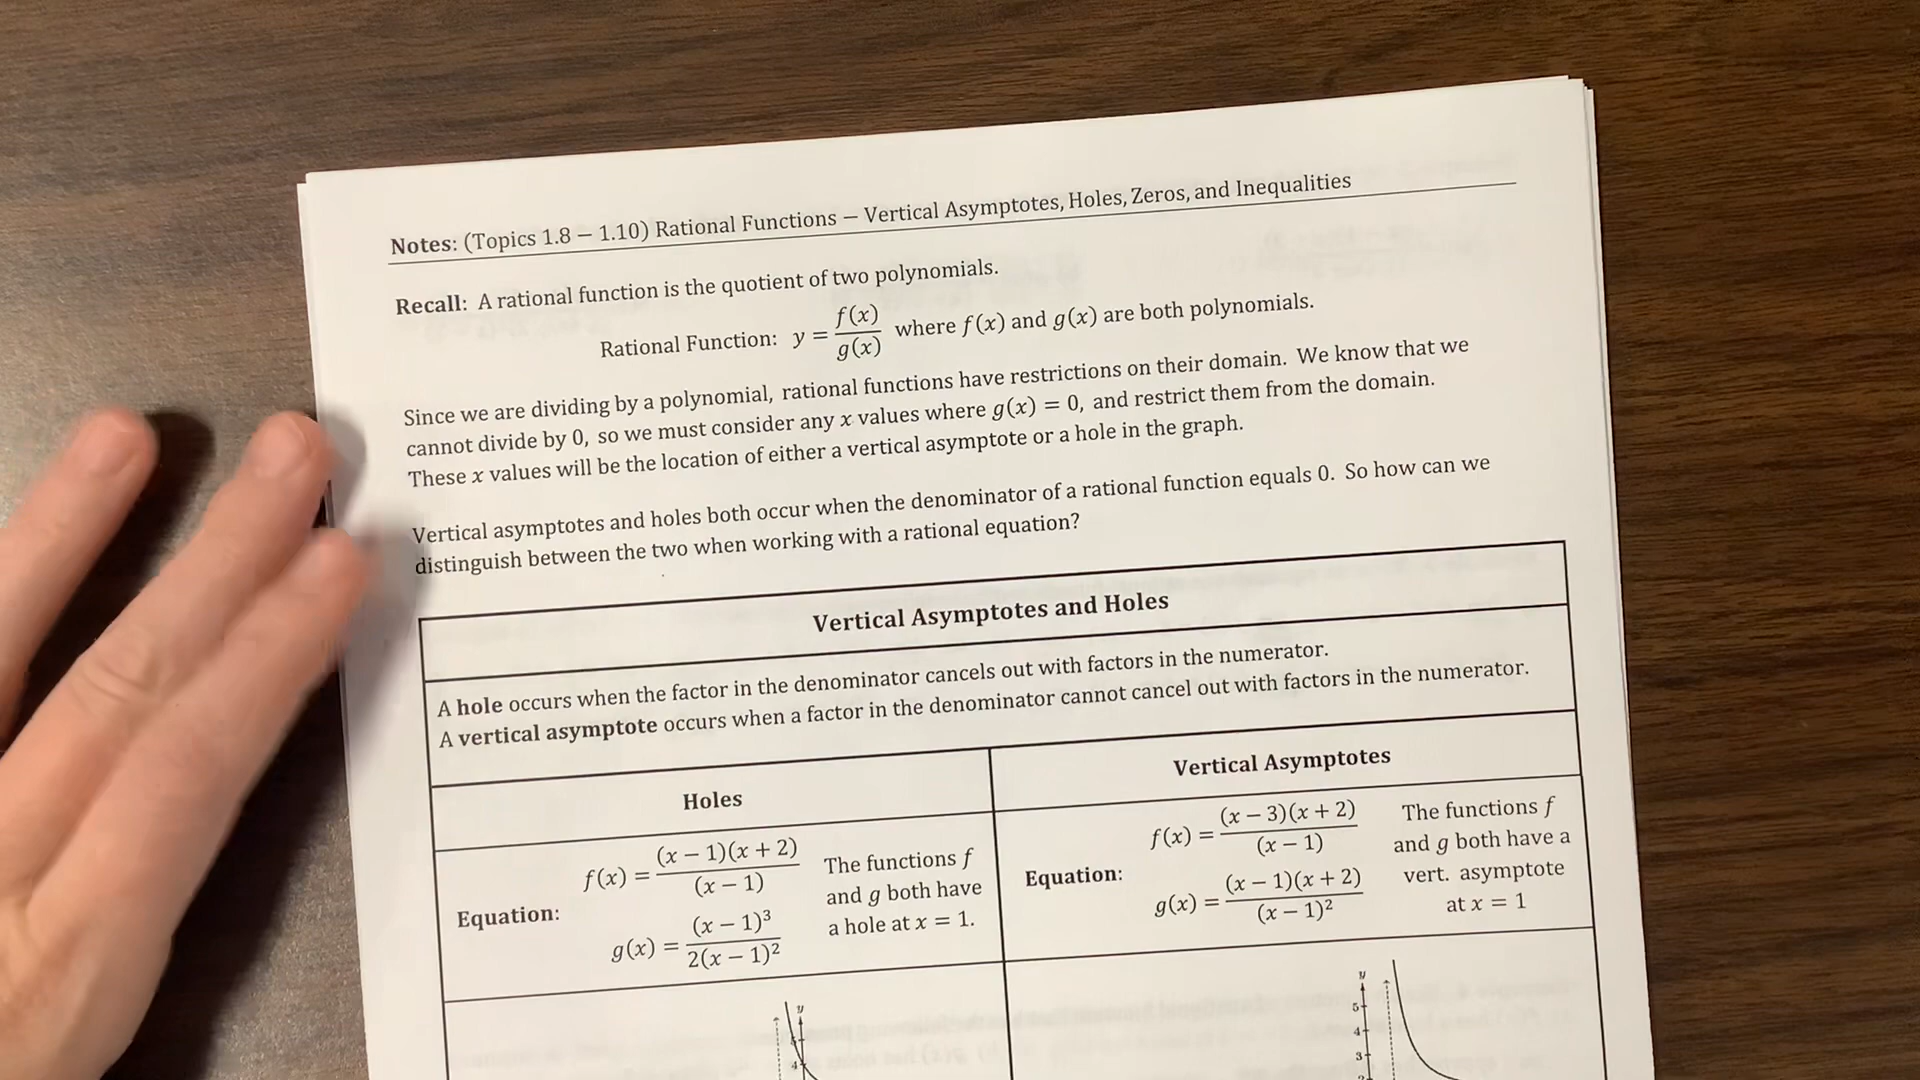 Notes: (Topics 1.8 – 1.10) Rational Functions – Vertical Asymptotes, Holes, Zeros, and Inequalities
Recall: A rational function is the quotient of two polynomials.
Rational Function: y = f(x)/g(x) where f(x) and g(x) are both polynomials.
Since we are dividing by a polynomial, rational functions have restrictions on their domain. We know that we
cannot divide by 0, so we must consider any x values where g(x) = 0, and restrict them from the domain.
These x values will be the location of either a vertical asymptote or a hole in the graph.
Vertical asymptotes and holes both occur when the denominator of a rational function equals 0. So how can we
distinguish between the two when working with a rational equation?
Vertical Asymptotes and Holes
A hole occurs when the factor in the denominator cancels out with factors in the numerator.
A vertical asymptote occurs when a factor in the denominator cannot cancel out with factors in the numerator.
Holes
Equation:
f(x) = (x − 1)(x + 2)/(x − 1)
g(x) = (x − 1)³/2(x − 1)²
The functions f
and g both have
a hole at x = 1.
Vertical Asymptotes
Equation:
f(x) = (x − 3)(x + 2)/(x − 1)
g(x) = (x − 1)(x + 2)/(x − 1)²
The functions f
and g both have a
vert. asymptote
at x = 1
y
4
y
5
4
3